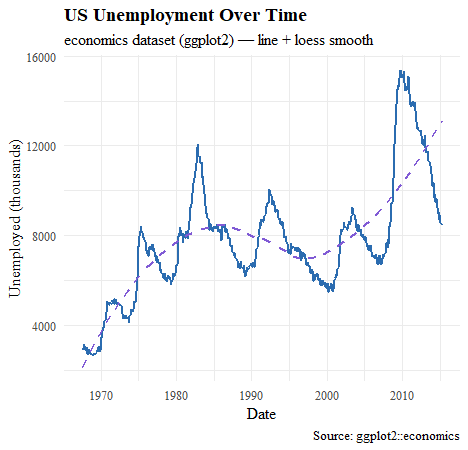 US Unemployment Over Time
economics dataset (ggplot2) — line + loess smooth
Unemployed (thousands)
16000
12000
8000
4000
1970 1980 1990 2000 2010
Date
Source: ggplot2::economics